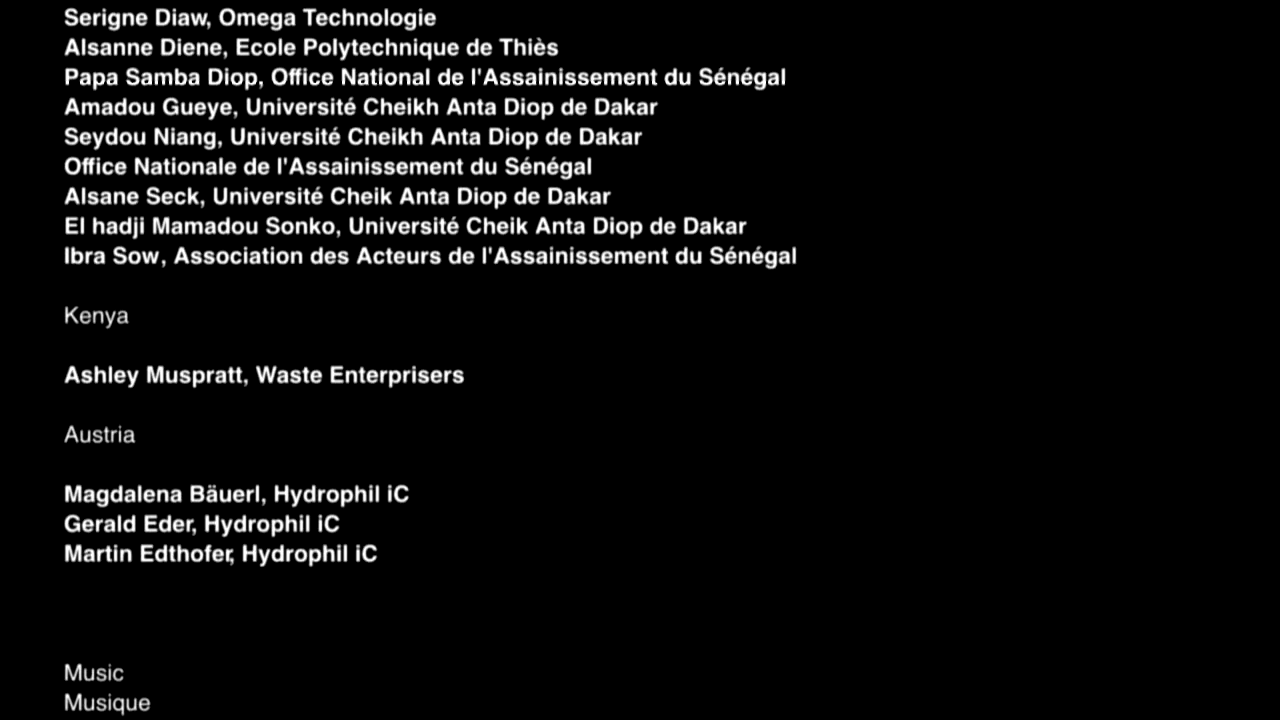 Serigne Diaw, Omega Technologie
Alsanne Diene, Ecole Polytechnique de Thiès
Papa Samba Diop, Office National de l'Assainissement du Sénégal
Amadou Gueye, Université Cheikh Anta Diop de Dakar
Seydou Niang, Université Cheikh Anta Diop de Dakar
Office Nationale de l'Assainissement du Sénégal
Alsane Seck, Université Cheik Anta Diop de Dakar
El hadji Mamadou Sonko, Université Cheik Anta Diop de Dakar
Ibra Sow, Association des Acteurs de l'Assainissement du Sénégal
Kenya
Ashley Muspratt, Waste Enterprisers
Austria
Magdalena Bäuerl, Hydrophil iC
Gerald Eder, Hydrophil iC
Martin Edthofer, Hydrophil iC
Music
Musique